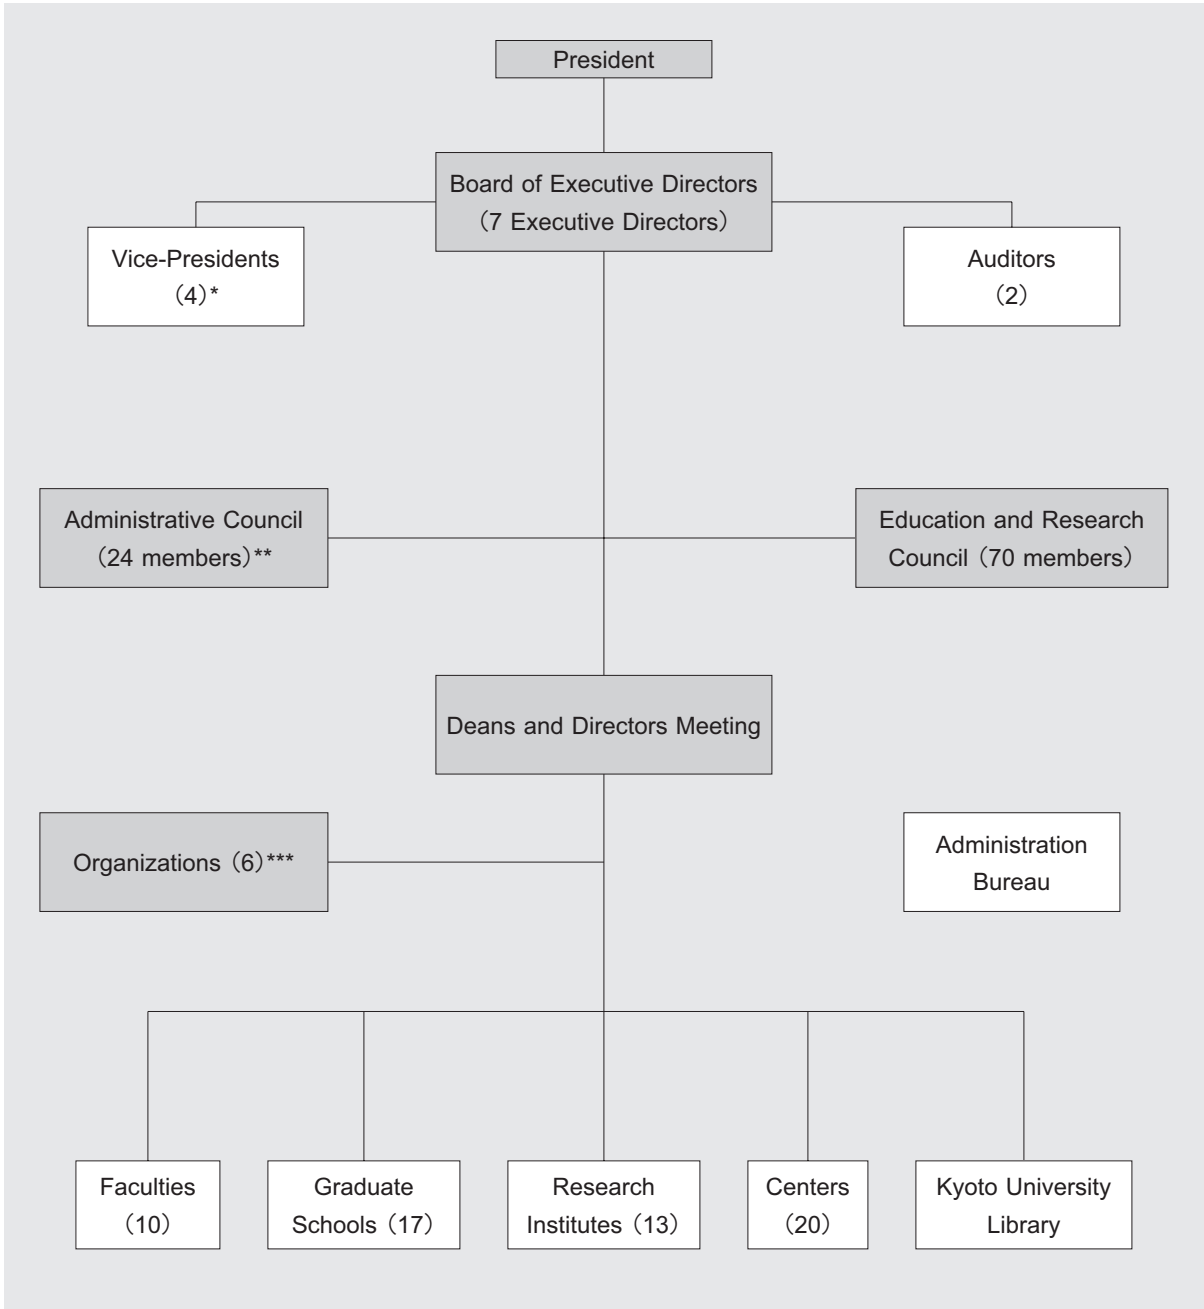 President
Board of Executive Directors
（7 Executive Directors）
Vice-Presidents
（4）*
Auditors
（2）
Administrative Council
（24 members）**
Education and Research
Council（70 members）
Deans and Directors Meeting
Organizations（6）***
Administration
Bureau
Faculties
（10）
Graduate
Schools（17）
Research
Institutes（13）
Centers
（20）
Kyoto University
Library